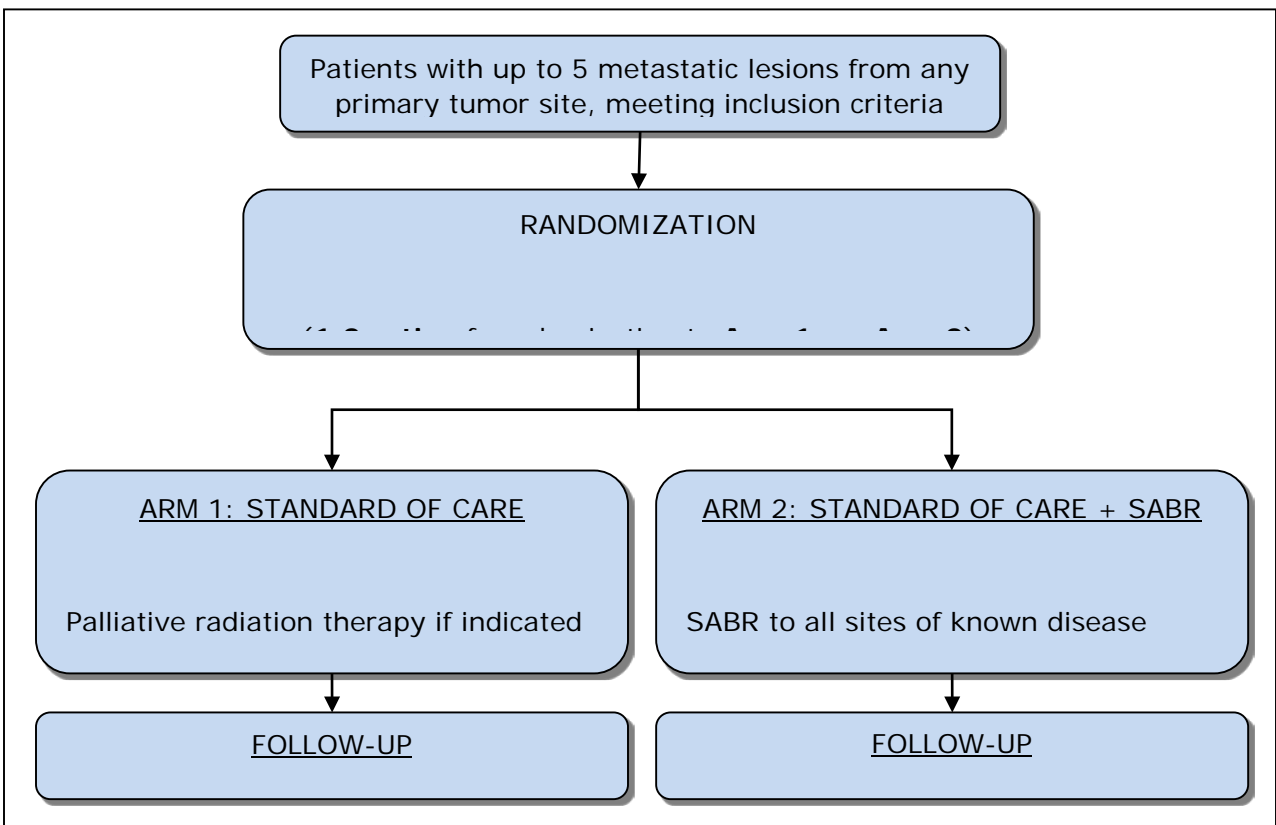 Patients with up to 5 metastatic lesions from any
primary tumor site, meeting inclusion criteria
RANDOMIZATION
ARM 1: STANDARD OF CARE
Palliative radiation therapy if indicated
ARM 2: STANDARD OF CARE + SABR
SABR to all sites of known disease
FOLLOW-UP
FOLLOW-UP